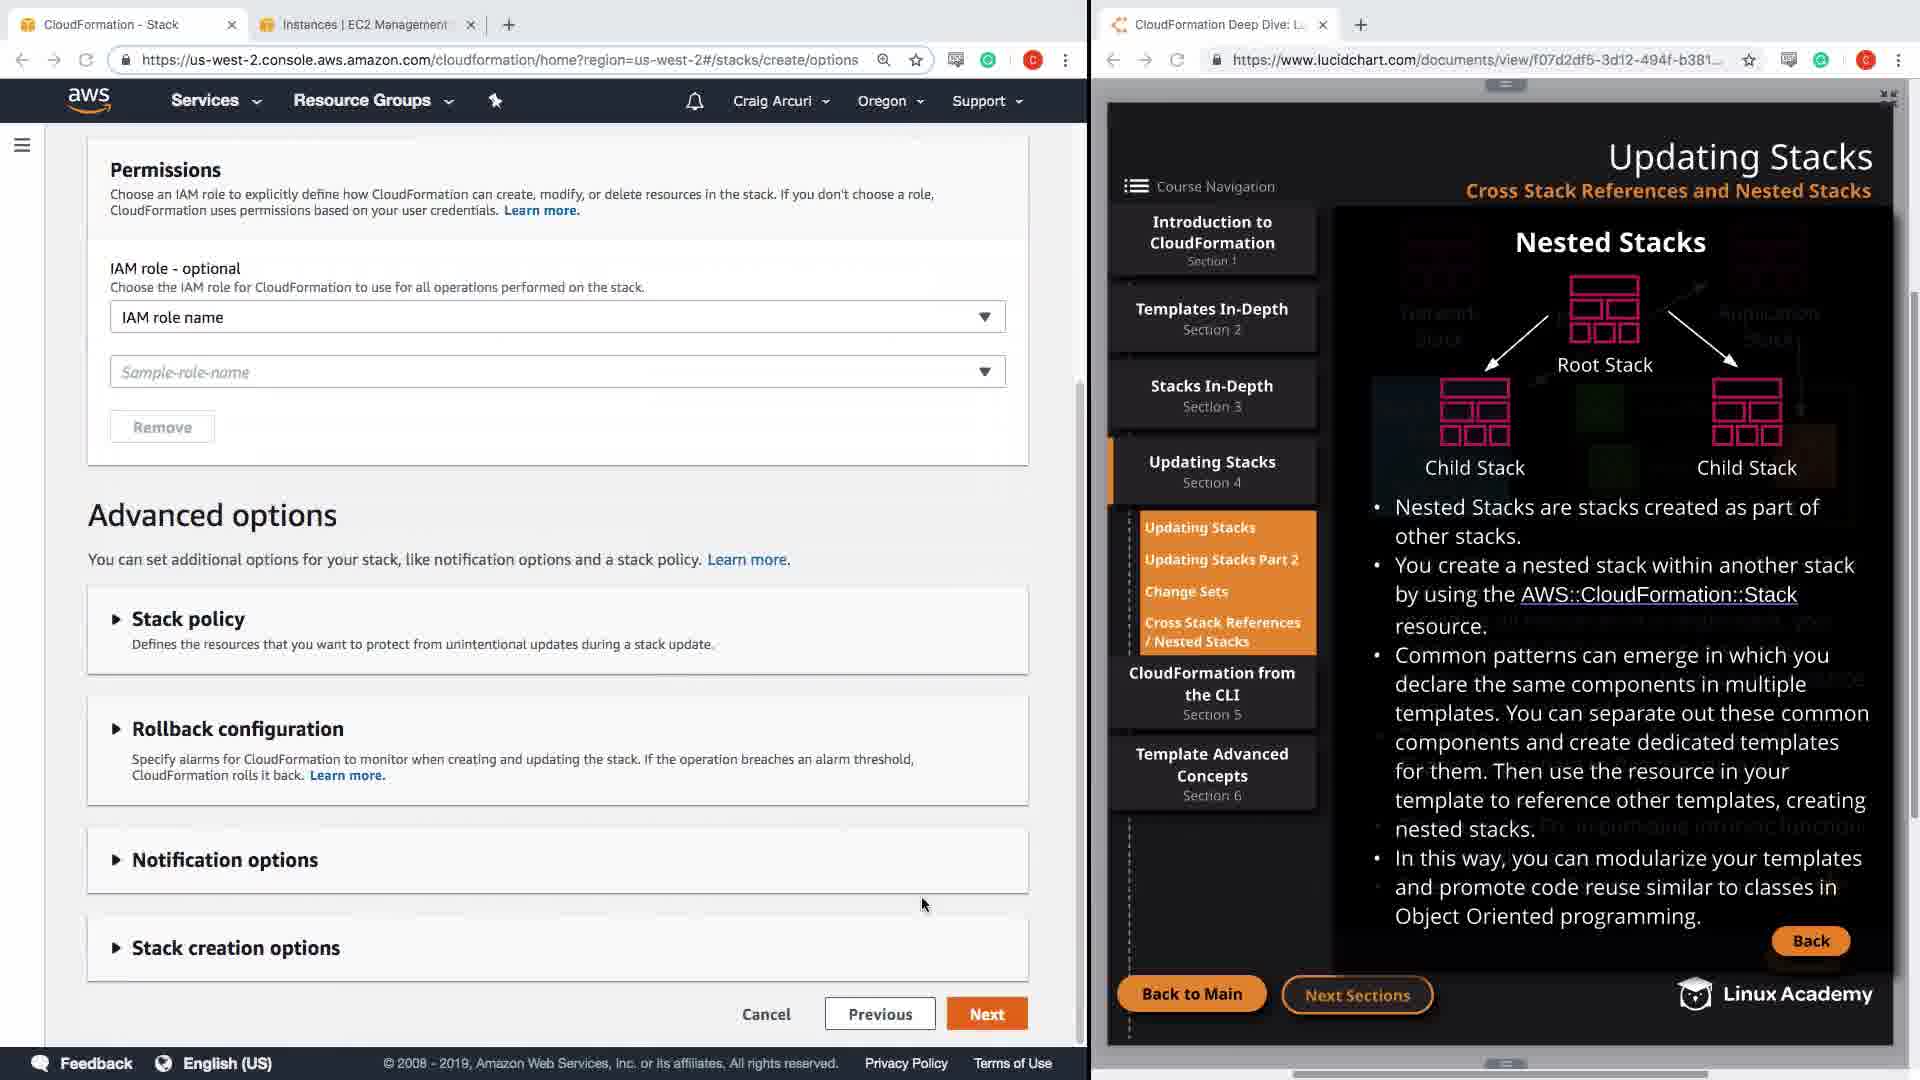 CloudFormation - Stack
Instances | EC2 Management
https://us-west-2.console.aws.amazon.com/cloudformation/home?region=us-west-2#/stacks/create/options
C
aws
Services
Resource Groups
Craig Arcuri
Oregon
Support
Permissions
Choose an IAM role to explicitly define how CloudFormation can create, modify, or delete resources in the stack. If you don't choose a role,
CloudFormation uses permissions based on your user credentials. Learn more.
IAM role - optional
Choose the IAM role for CloudFormation to use for all operations performed on the stack.
IAM role name
Sample-role-name
Remove
Advanced options
You can set additional options for your stack, like notification options and a stack policy. Learn more.
Stack policy
Defines the resources that you want to protect from unintentional updates during a stack update.
Rollback configuration
Specify alarms for CloudFormation to monitor when creating and updating the stack. If the operation breaches an alarm threshold,
CloudFormation rolls it back. Learn more.
Notification options
Stack creation options
Cancel
Previous
Next
Feedback
English (US)
© 2008 - 2019, Amazon Web Services, Inc. or its affiliates. All rights reserved.
Privacy Policy
Terms of Use
CloudFormation Deep Dive: L
https://www.lucidchart.com/documents/view/f07d2df5-3d12-494f-b381...
C
Updating Stacks
Cross Stack References and Nested Stacks
Course Navigation
Introduction to
CloudFormation
Section 1
Templates In-Depth
Section 2
Stacks In-Depth
Section 3
Updating Stacks
Section 4
Updating Stacks
Updating Stacks Part 2
Change Sets
Cross Stack References
/ Nested Stacks
CloudFormation from
the CLI
Section 5
Template Advanced
Concepts
Section 6
Back to Main
Next Sections
Nested Stacks
Root Stack
Child Stack
Child Stack
• Nested Stacks are stacks created as part of
other stacks.
• You create a nested stack within another stack
by using the AWS::CloudFormation::Stack
resource.
• Common patterns can emerge in which you
declare the same components in multiple
templates. You can separate out these common
components and create dedicated templates
for them. Then use the resource in your
template to reference other templates, creating
nested stacks.
• In this way, you can modularize your templates
and promote code reuse similar to classes in
Object Oriented programming.
Back
Linux Academy